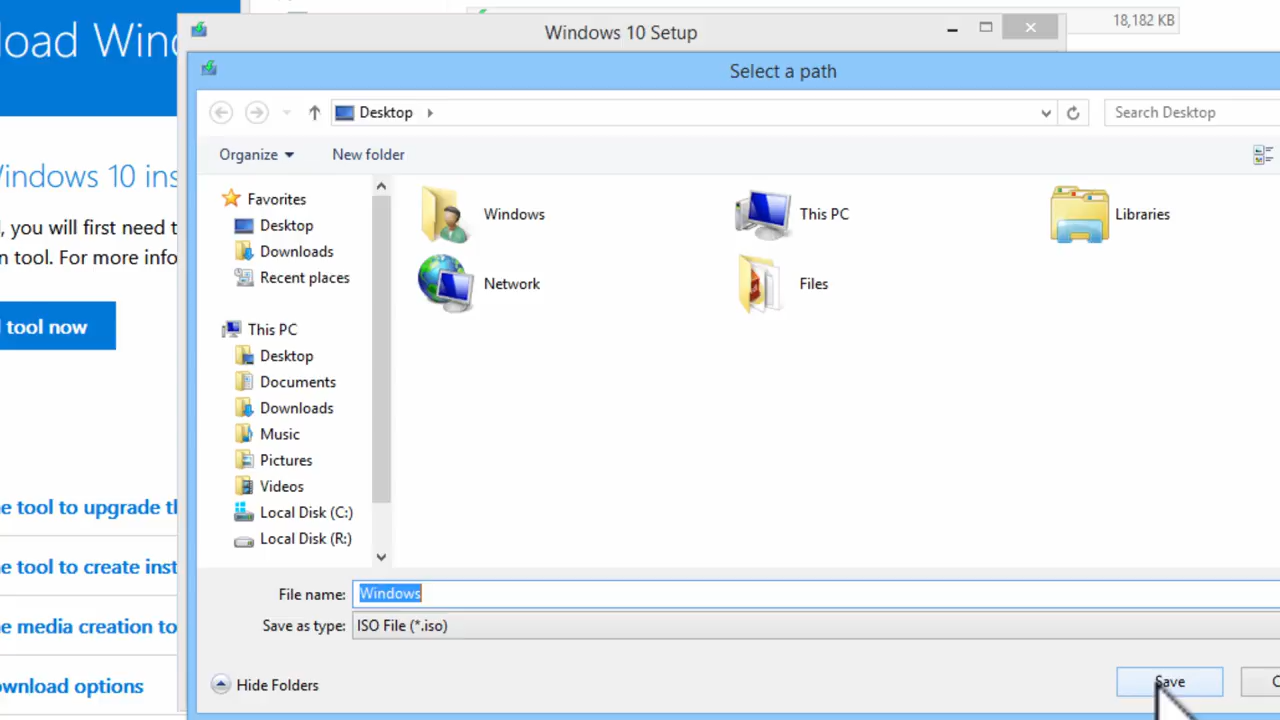 load Wind
18,182 KB
Windows 10 Setup
Select a path
Desktop
Search Desktop
Organize
New folder
Windows 10 ins
, you will first need t
n tool. For more info
tool now
e tool to upgrade th
e tool to create inst
e media creation to
ownload options
Favorites
Desktop
Downloads
Recent places
This PC
Desktop
Documents
Downloads
Music
Pictures
Videos
Local Disk (C:)
Local Disk (R:)
Windows
This PC
Libraries
Network
Files
File name: Windows
Save as type: ISO File (*.iso)
Hide Folders
Save